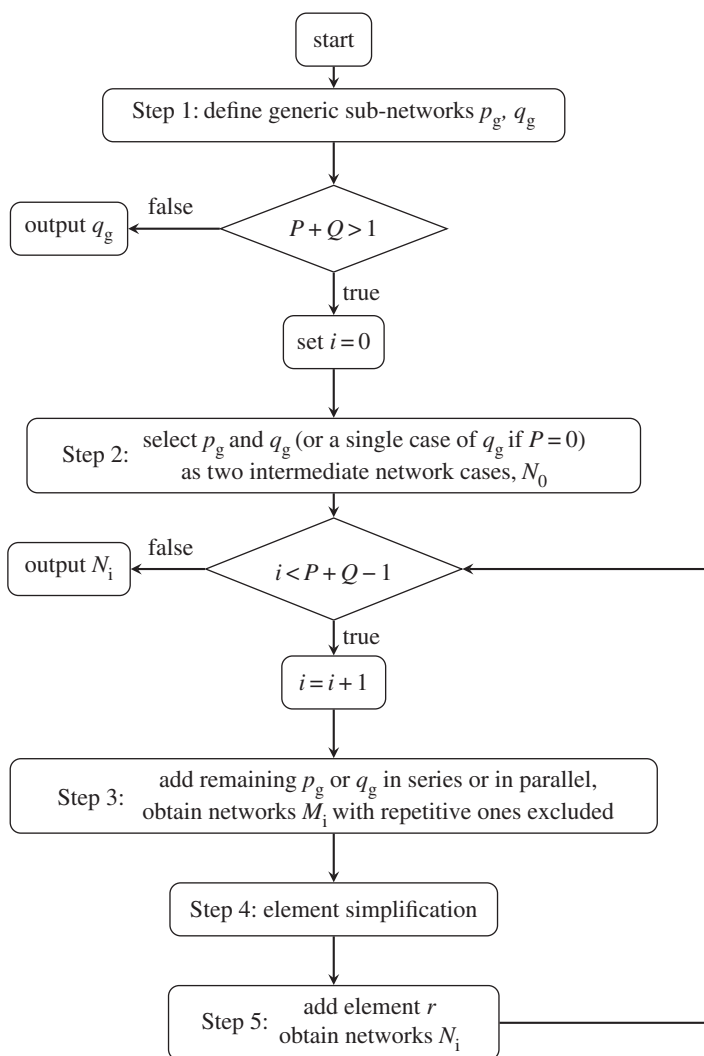 start
Step 1: define generic sub-networks p_g, q_g
false
output q_g
P + Q > 1
true
set i = 0
Step 2: select p_g and q_g (or a single case of q_g if P = 0)
as two intermediate network cases, N_0
false
output N_i
i < P + Q − 1
true
i = i + 1
Step 3: add remaining p_g or q_g in series or in parallel,
obtain networks M_i with repetitive ones excluded
Step 4: element simplification
Step 5: add element r
obtain networks N_i